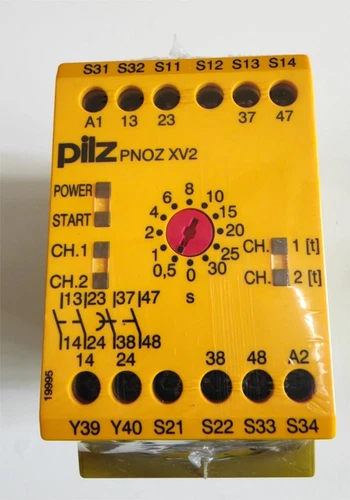 S31 S32 S11 S12 S13 S14
A1 13 23 37 47
pilz PNOZ XV2
POWER
START
CH.1
CH.2
8
6 10
4 15
2 20
1 25
0,5 30
0
s
CH. 1 [t]
CH. 2 [t]
13 23 37 47
14 24 38 48
14 24 38 48 A2
19995
Y39 Y40 S21 S22 S33 S34